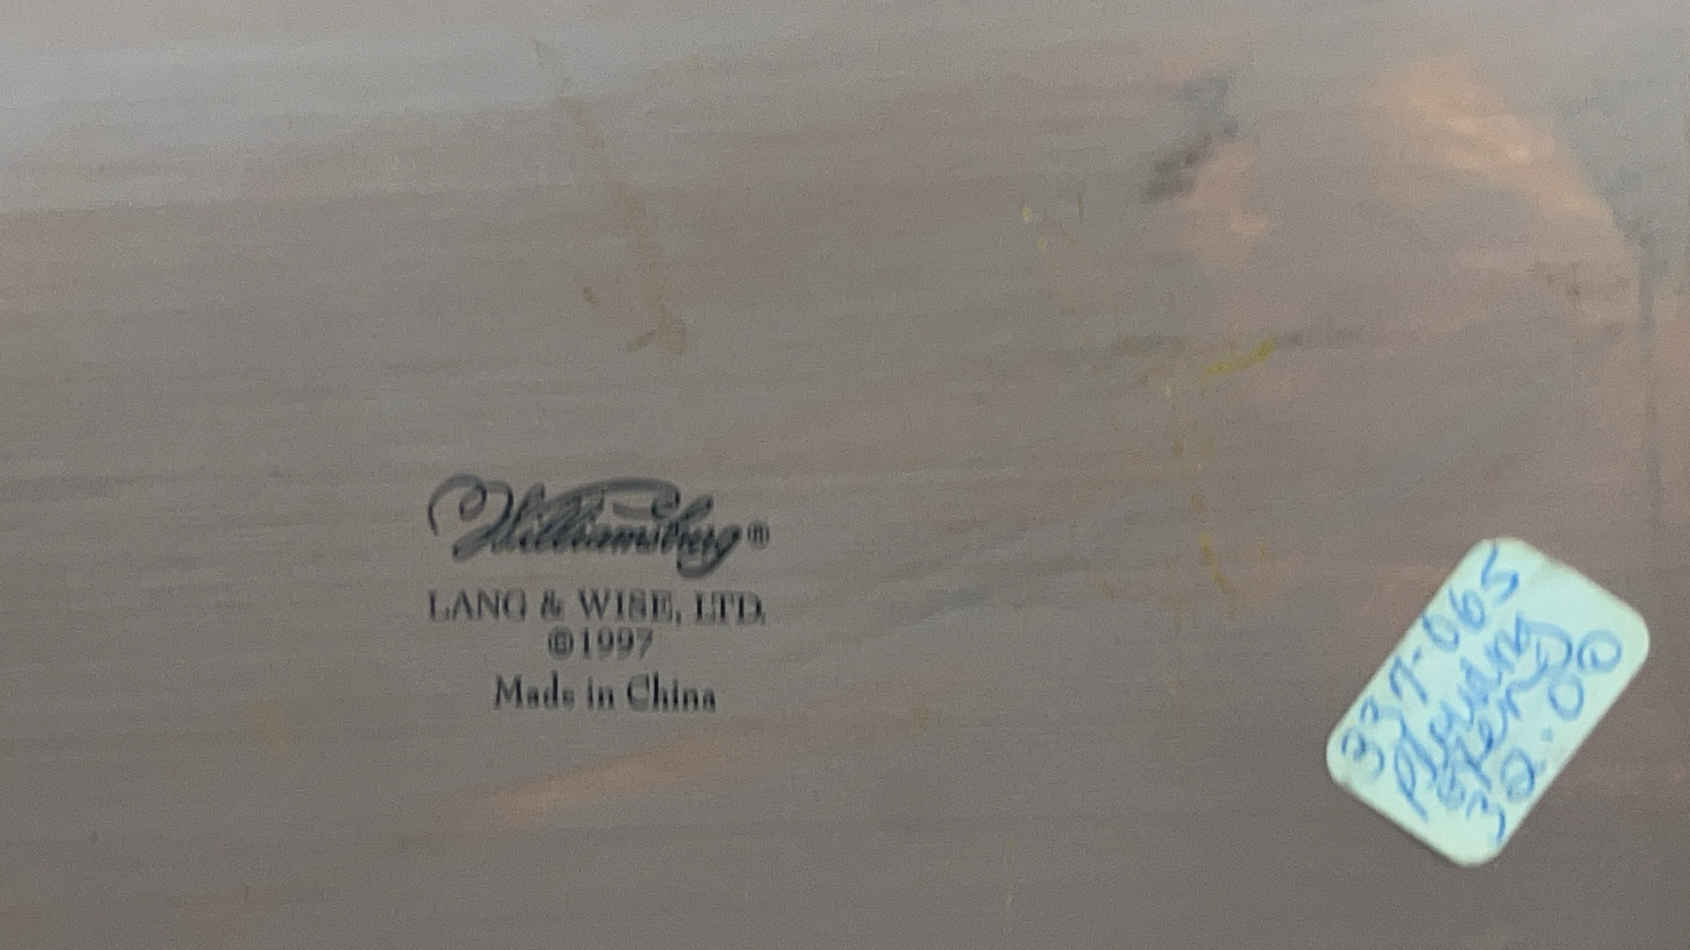 Williamsburg®
LANG & WISE, LTD.
©1997
Made in China
337-065
30.00